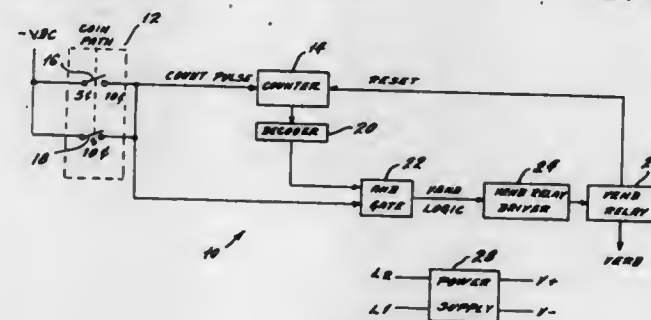 -VDC
COIN
PATH
12
16
5¢
10¢
18
10¢
COUNT PULSE
14
COUNTER
RESET
DECODER
20
22
AND
GATE
VEND
LOGIC
24
VEND RELAY
DRIVER
VEND
RELAY
VEND
10
28
POWER
SUPPLY
L2
L1
V+
V-